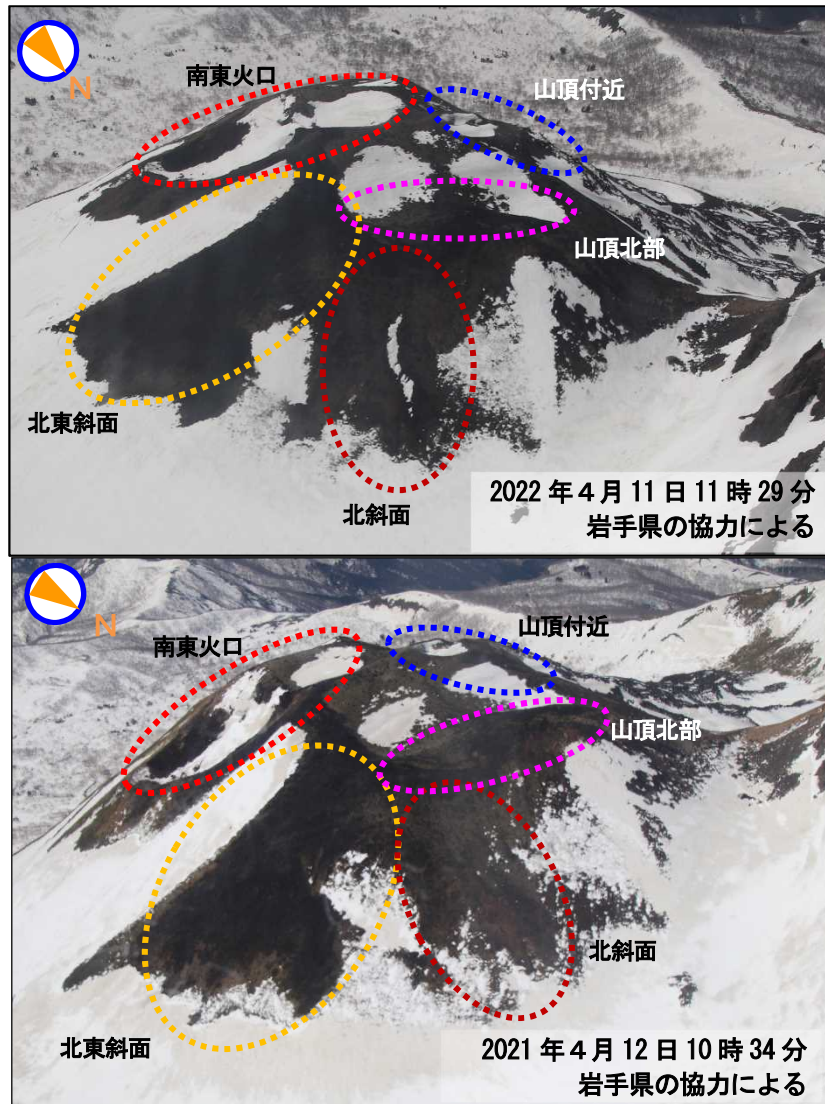 N
南東火口
山頂付近
山頂北部
北東斜面
北斜面
2022年4月11日11時29分
岩手県の協力による
N
南東火口
山頂付近
山頂北部
北斜面
北東斜面
2021年4月12日10時34分
岩手県の協力による